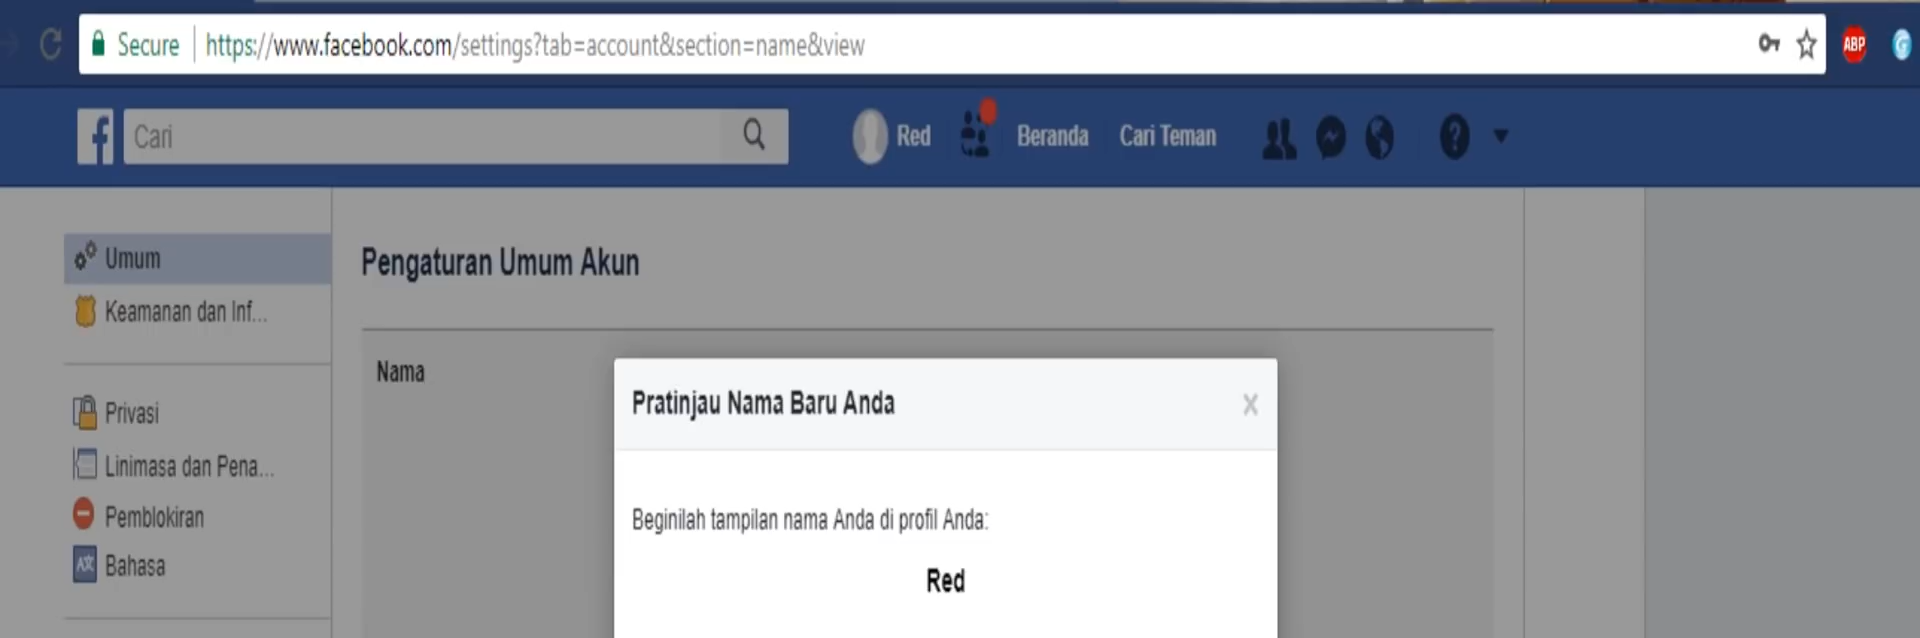 Secure https://www.facebook.com/settings?tab=account&section=name&view
ABP
f Cari Red Beranda Cari Teman ?
Umum
Keamanan dan Inf...
Privasi
Linimasa dan Pena...
Pemblokiran
Bahasa
Pengaturan Umum Akun
Nama
Pratinjau Nama Baru Anda ×
Beginilah tampilan nama Anda di profil Anda:
Red